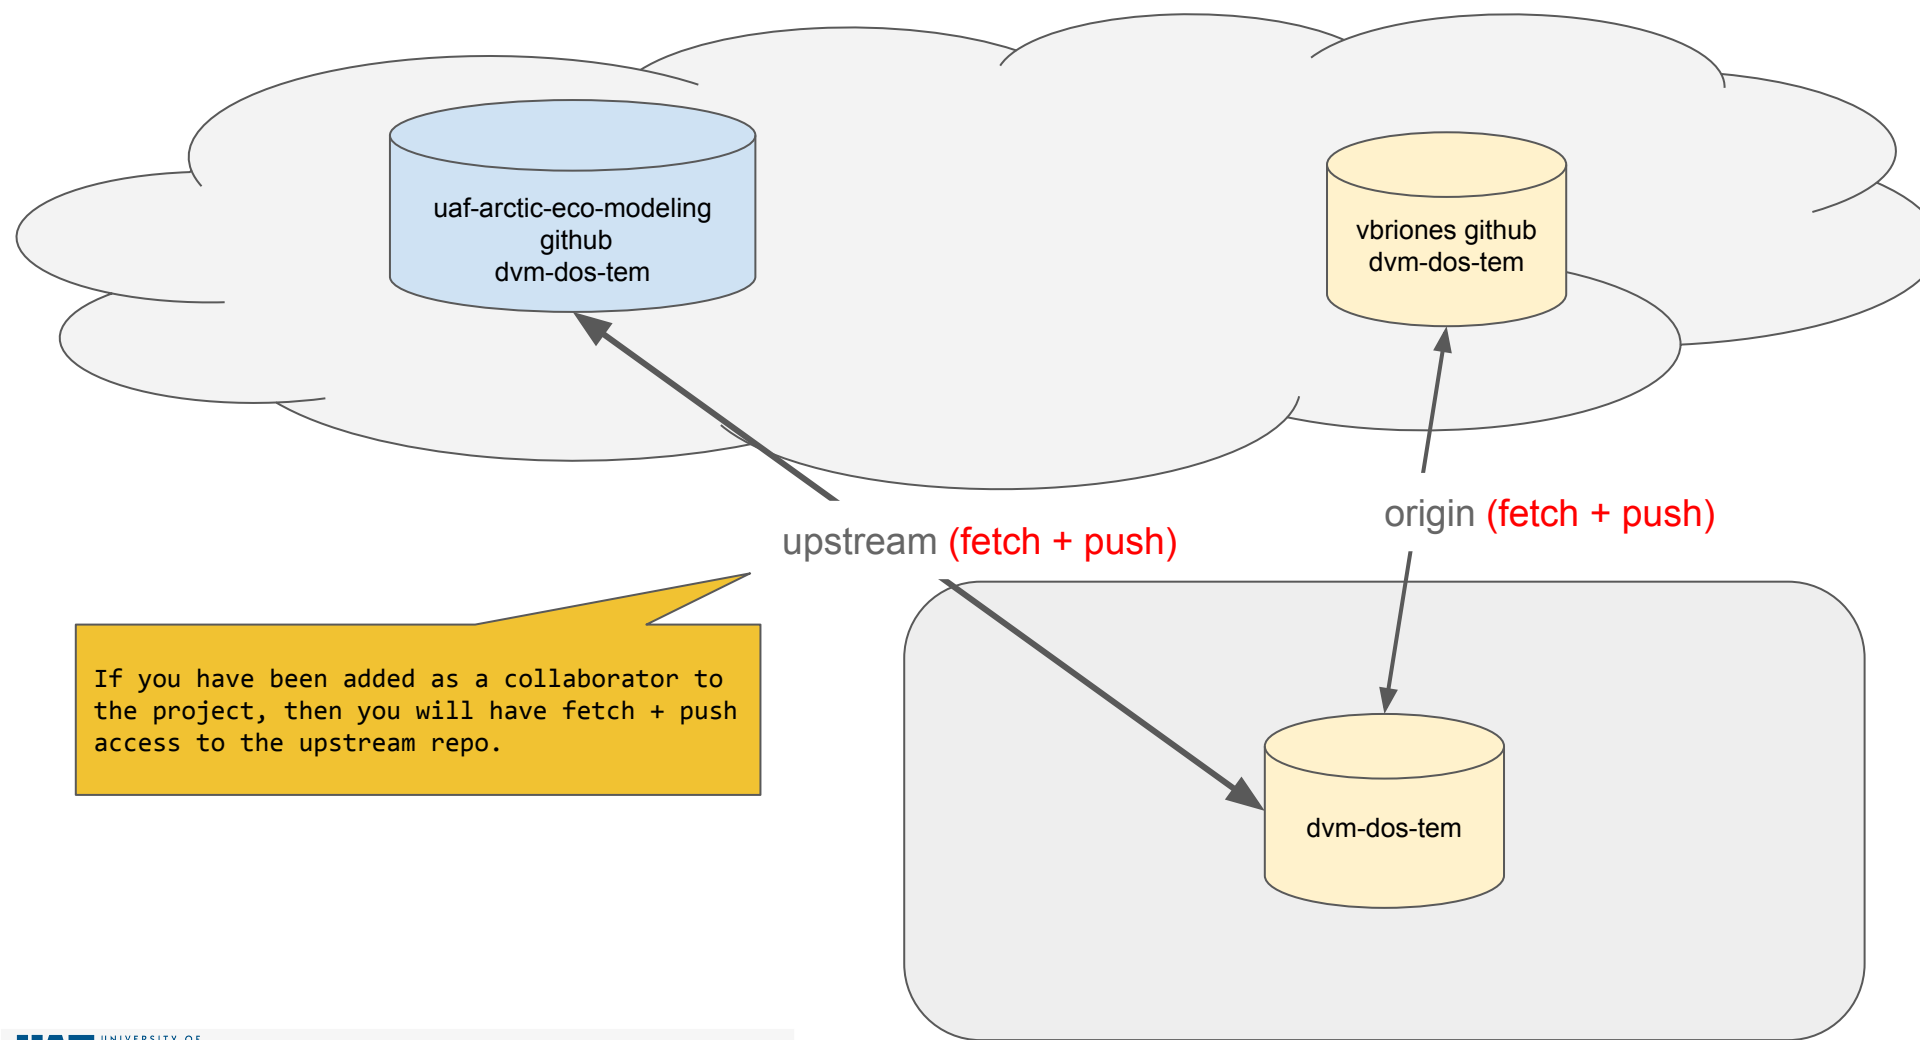 uaf-arctic-eco-modeling
github
dvm-dos-tem
vbriones github
dvm-dos-tem
upstream (fetch + push)
origin (fetch + push)
If you have been added as a collaborator to
the project, then you will have fetch + push
access to the upstream repo.
dvm-dos-tem
UNIVERSITY OF